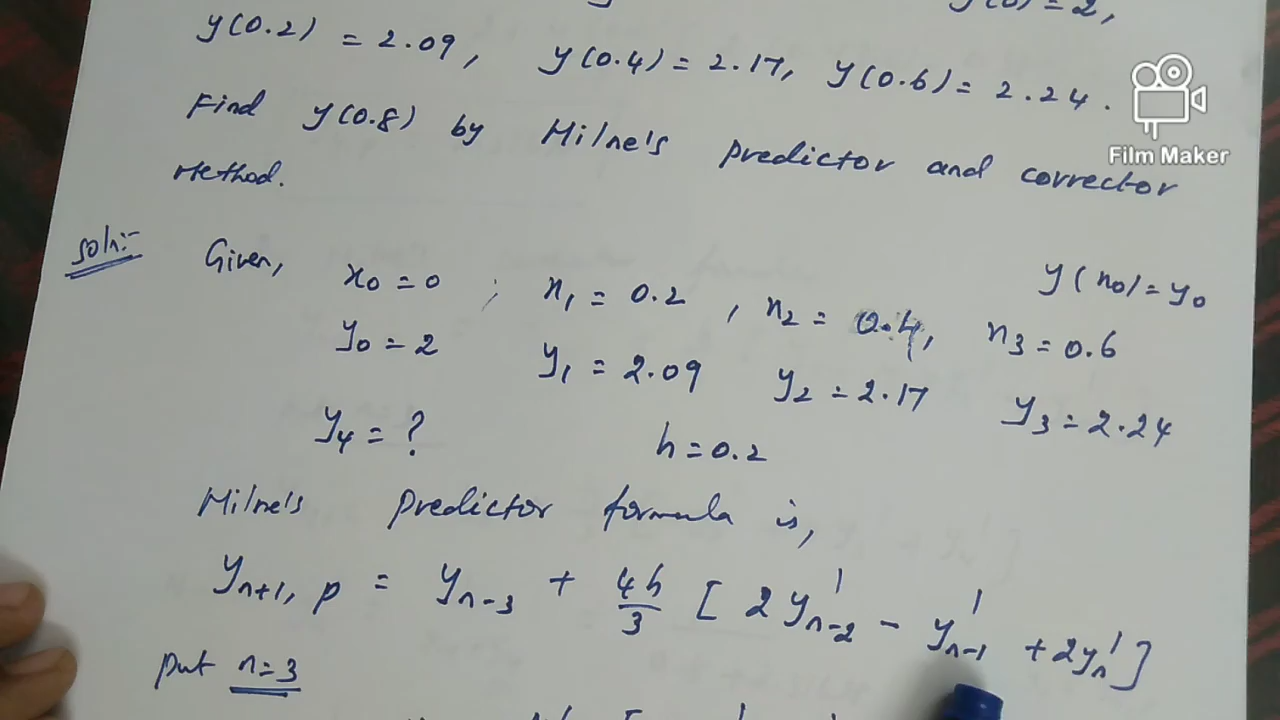 y(0)=2,
y(0.2) = 2.09, y(0.4)= 2.17, y(0.6)= 2.24.
Find y(0.8) by Milne's predictor and corrector
Method.
Soln:-
Given,
x0=0 ; x1 = 0.2 , x2 = 0.4, x3 = 0.6 y(x0)=y0
y0 = 2 y1 = 2.09 y2 = 2.17 y3 = 2.24
y4 = ? h = 0.2
Milne's predictor formula is,
yn+1, p = yn-3 + 4h/3 [ 2y'n-2 - y'n-1 + 2y'n ]
Put n=3
Film Maker